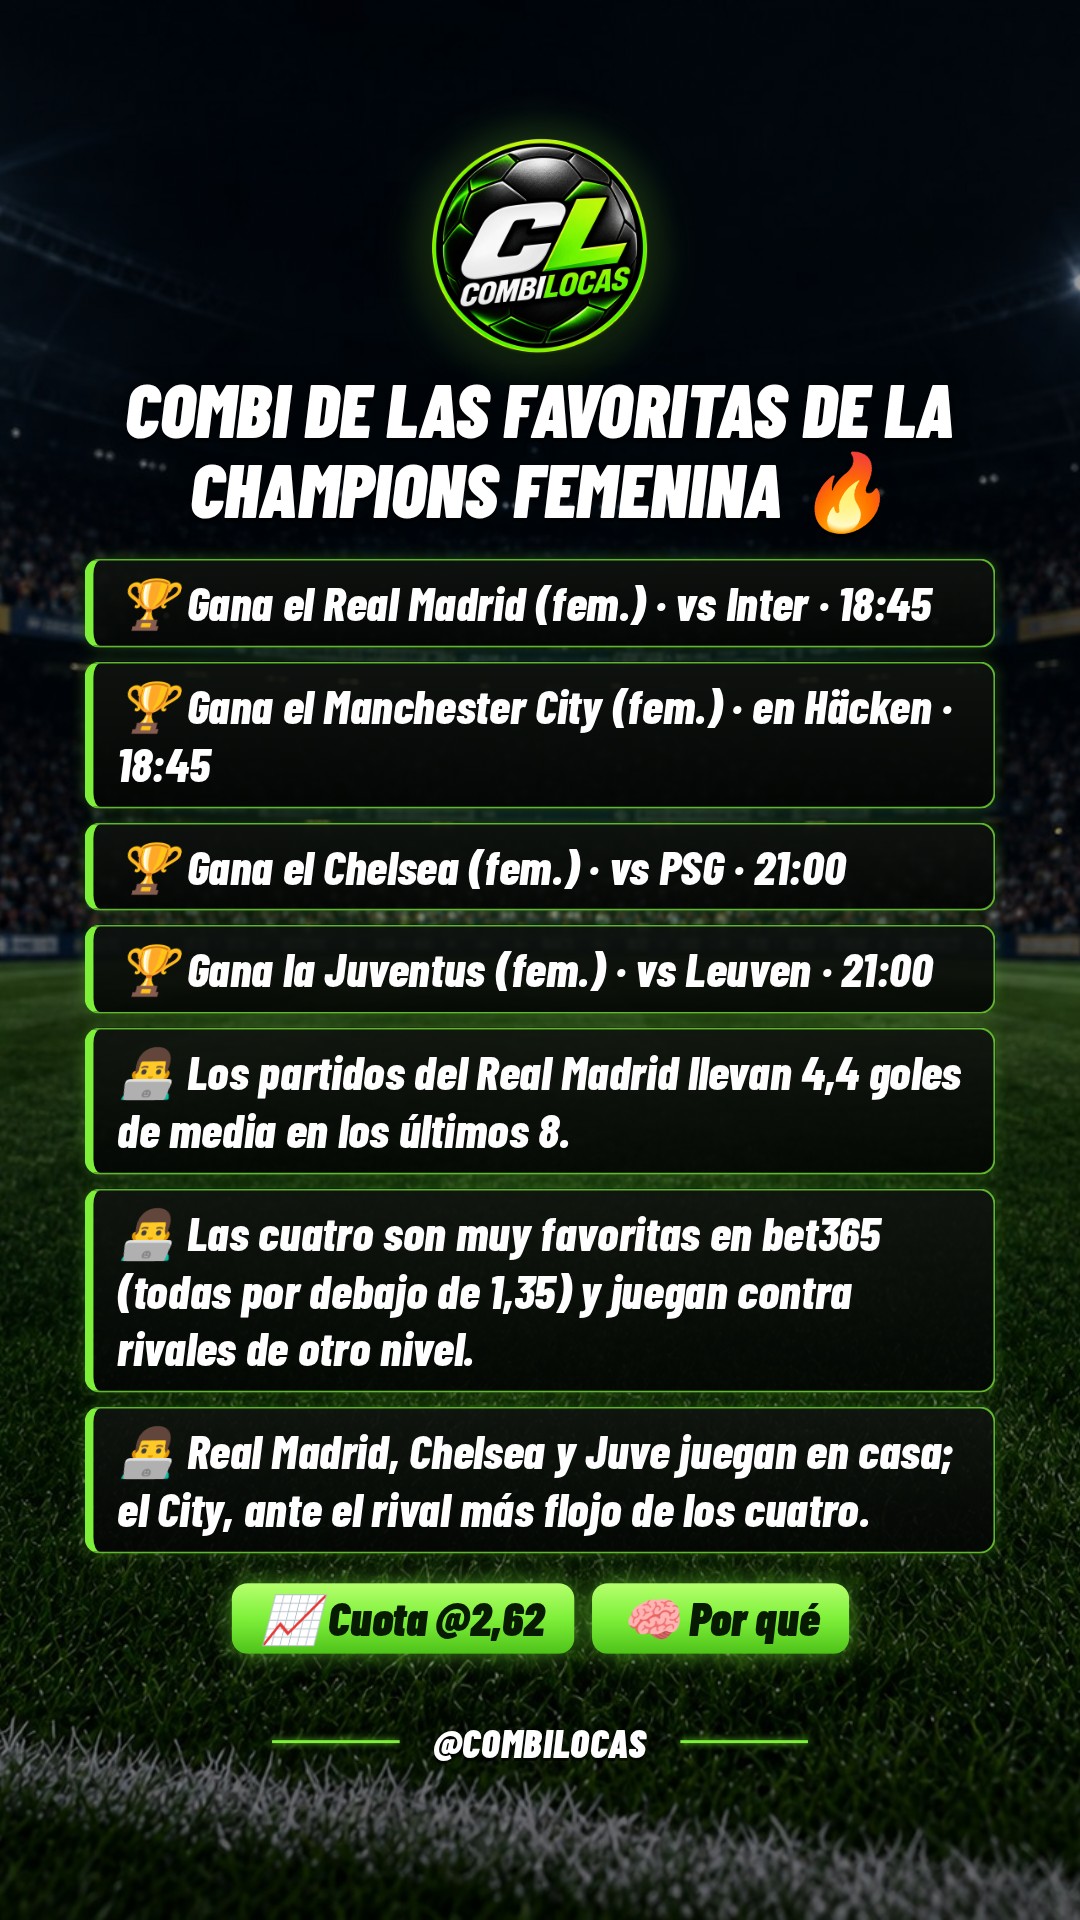 CL
COMBILOCAS
COMBI DE LAS FAVORITAS DE LA
CHAMPIONS FEMENINA 🔥
🏆 Gana el Real Madrid (fem.) · vs Inter · 18:45
🏆 Gana el Manchester City (fem.) · en Häcken ·
18:45
🏆 Gana el Chelsea (fem.) · vs PSG · 21:00
🏆 Gana la Juventus (fem.) · vs Leuven · 21:00
👨‍💻 Los partidos del Real Madrid llevan 4,4 goles
de media en los últimos 8.
👨‍💻 Las cuatro son muy favoritas en bet365
(todas por debajo de 1,35) y juegan contra
rivales de otro nivel.
👨‍💻 Real Madrid, Chelsea y Juve juegan en casa;
el City, ante el rival más flojo de los cuatro.
📈 Cuota @2,62
🧠 Por qué
@COMBILOCAS